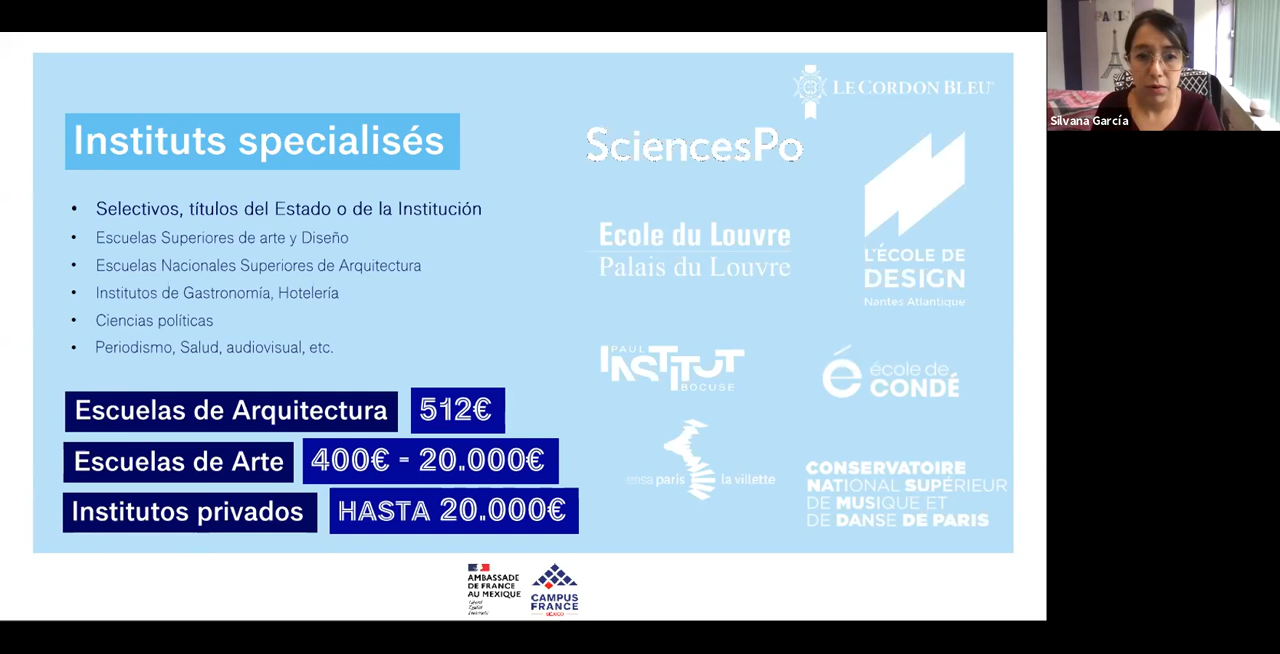 LE CORDON BLEU
SciencesPo
Instituts specialisés
• Selectivos, títulos del Estado o de la Institución
• Escuelas Superiores de arte y Diseño
• Escuelas Nacionales Superiores de Arquitectura
• Institutos de Gastronomía, Hotelería
• Ciencias políticas
• Periodismo, Salud, audiovisual, etc.
Ecole du Louvre
Palais du Louvre
L'ÉCOLE DE
DESIGN
Nantes Atlantique
PAUL
INSTITUT
BOCUSE
é école de
CONDÉ
ensa paris la villette
CONSERVATOIRE
NATIONAL SUPÉRIEUR
DE MUSIQUE ET
DE DANSE DE PARIS
Escuelas de Arquitectura 512€
Escuelas de Arte 400€ - 20.000€
Institutos privados HASTA 20.000€
AMBASSADE
DE FRANCE
AU MEXIQUE
Liberté
Égalité
Fraternité
CAMPUS
FRANCE
MEXICO
PARIS
Silvana García